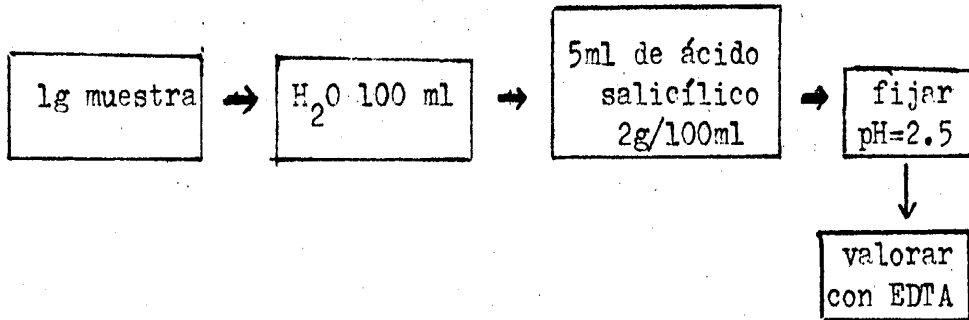 1g muestra
H₂O 100 ml
5ml de ácido
salicílico
2g/100ml
fijar
pH=2.5
valorar
con EDTA